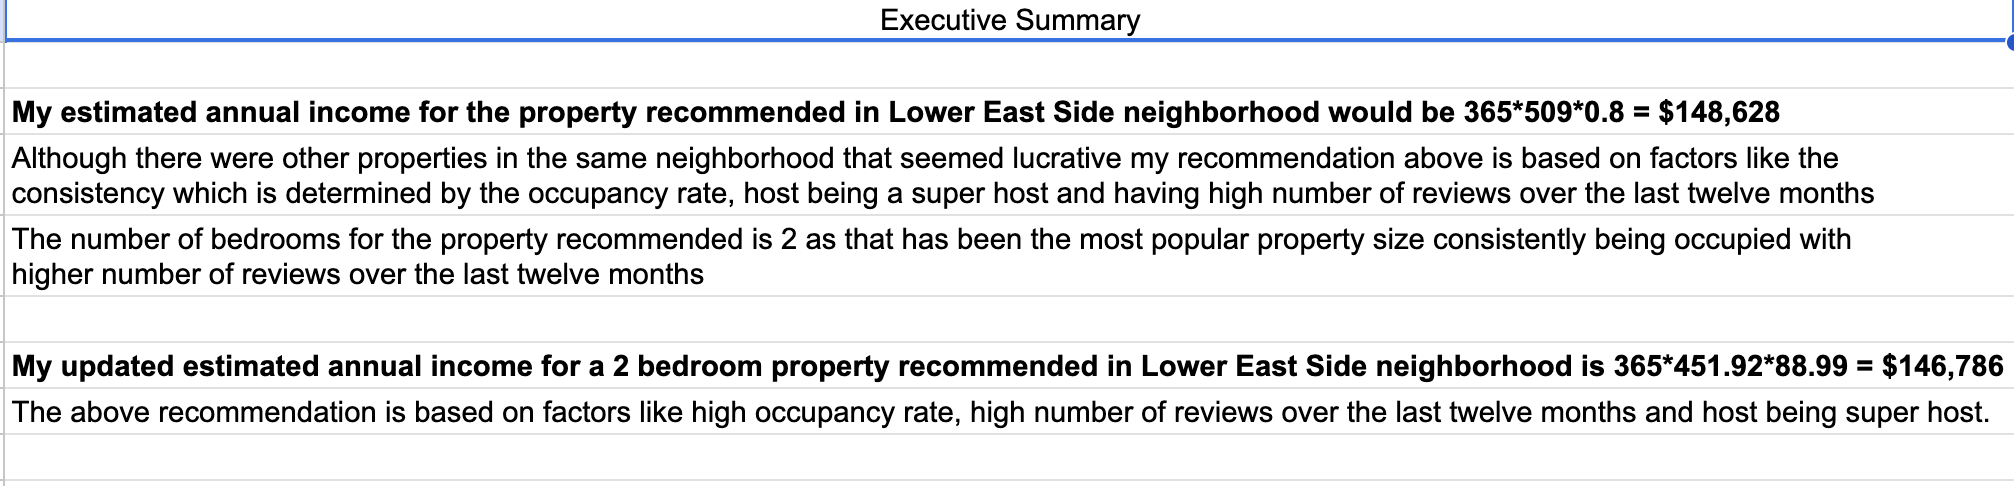 Executive Summary
My estimated annual income for the property recommended in Lower East Side neighborhood would be 365*509*0.8 = $148,628
Although there were other properties in the same neighborhood that seemed lucrative my recommendation above is based on factors like the
consistency which is determined by the occupancy rate, host being a super host and having high number of reviews over the last twelve months
The number of bedrooms for the property recommended is 2 as that has been the most popular property size consistently being occupied with
higher number of reviews over the last twelve months
My updated estimated annual income for a 2 bedroom property recommended in Lower East Side neighborhood is 365*451.92*88.99 = $146,786
The above recommendation is based on factors like high occupancy rate, high number of reviews over the last twelve months and host being super host.